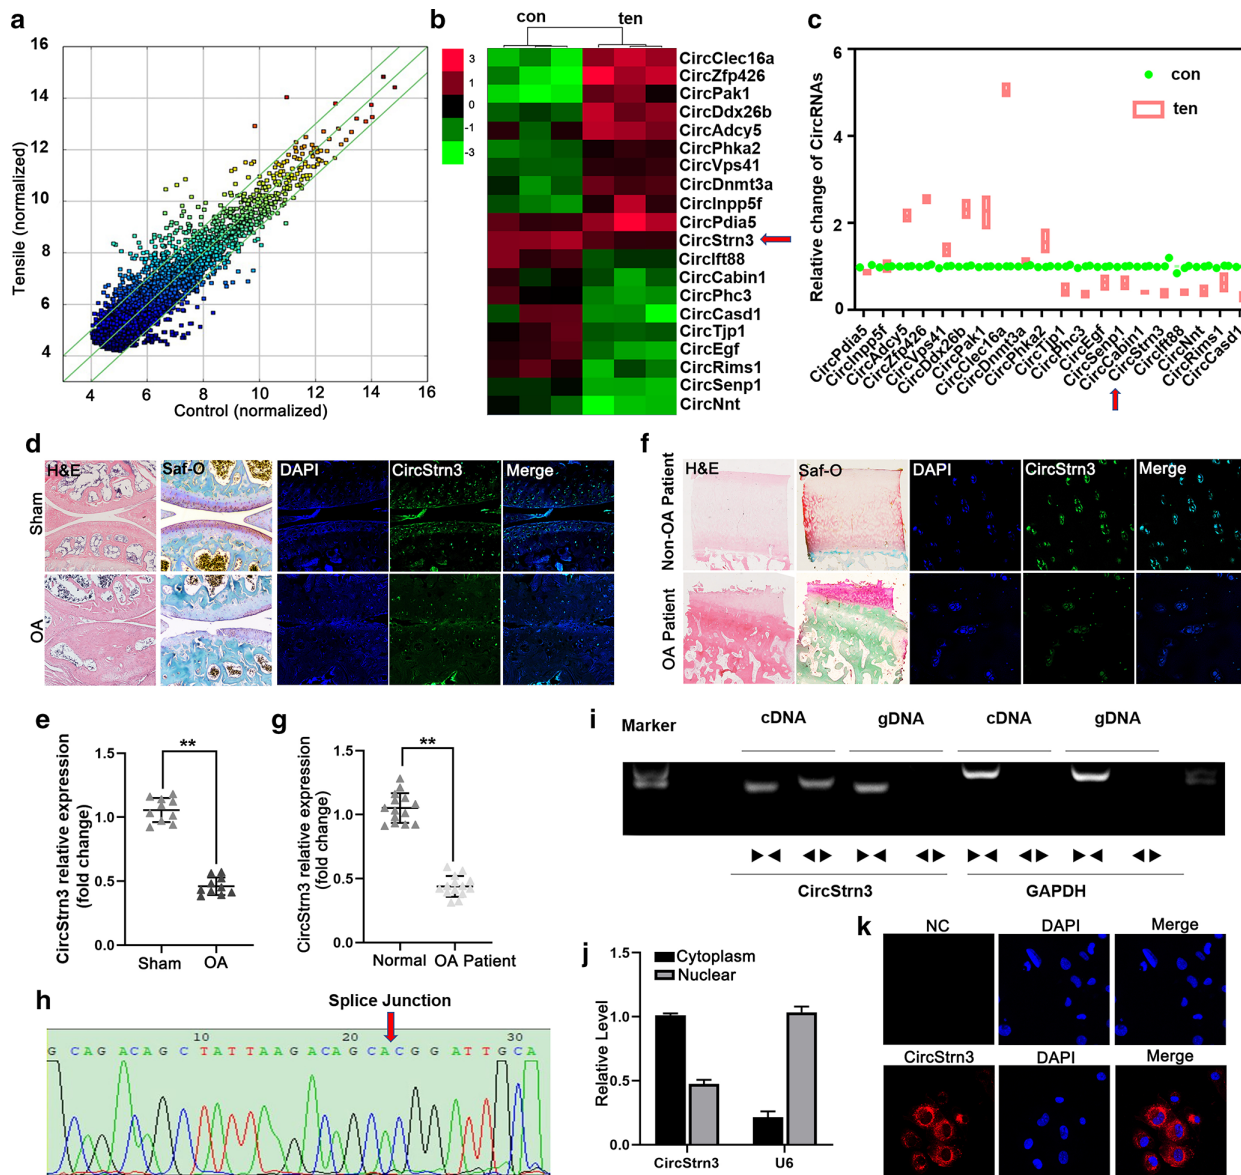 a
16
14
12
10
8
6
4
Tensile (normalized)
4 6 8 10 12 14 16
Control (normalized)
b
con ten
3
1
0
-1
-3
CircClec16a
CircZfp426
CircPak1
CircDdx26b
CircAdcy5
CircPhka2
CircVps41
CircDnmt3a
CircInpp5f
CircPdia5
CircStrn3
CircIft88
CircCabin1
CircPhc3
CircCasd1
CircTjp1
CircEgf
CircRims1
CircSenp1
CircNnt
c
6
4
2
0
Relative change of CircRNAs
con
ten
CircPdia5
CircInpp5f
CircAdcy5
CircZfp426
CircVps41
CircDdx26b
CircPak1
CircClec16a
CircDnmt3a
CircPhka2
CircTjp1
CircPhc3
CircEgf
CircSenp1
CircCabin1
CircStrn3
CircIft88
CircNnt
CircRims1
CircCasd1
d
H&E Saf-O DAPI CircStrn3 Merge
Sham
OA
f
H&E Saf-O DAPI CircStrn3 Merge
Non-OA Patient
OA Patient
e
CircStrn3 relative expression
(fold change)
1.5
1.0
0.5
0.0
**
Sham OA
g
CircStrn3 relative expression
(fold change)
1.5
1.0
0.5
0.0
**
Normal OA Patient
i
Marker cDNA gDNA cDNA gDNA
CircStrn3 GAPDH
h
Splice Junction
10 20 30
G C A G A C A G C T A T T A A G A C A G C A C G G A T T G C A
j
Relative Level
1.5
1.0
0.5
0.0
Cytoplasm
Nuclear
CircStrn3 U6
k
NC DAPI Merge
CircStrn3 DAPI Merge